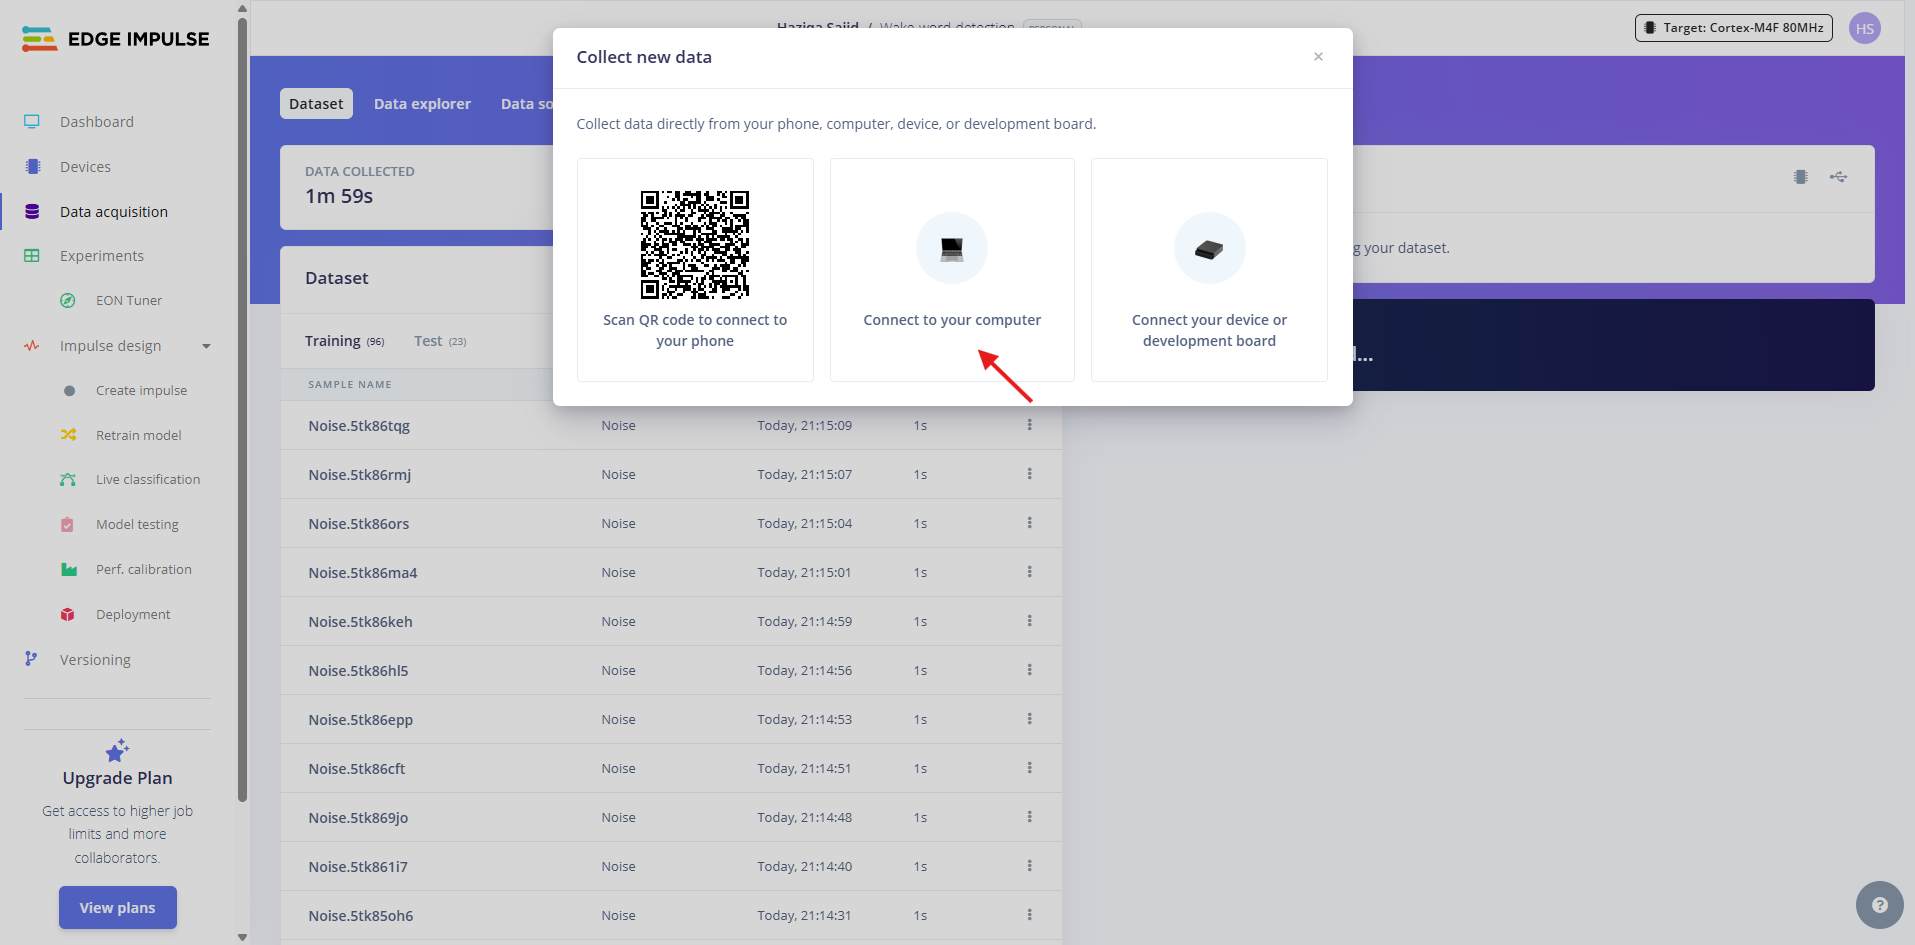 EDGE IMPULSE
Dashboard
Devices
Data acquisition
Experiments
EON Tuner
Impulse design
Create impulse
Retrain model
Live classification
Model testing
Perf. calibration
Deployment
Versioning
Upgrade Plan
Get access to higher job
limits and more
collaborators.
View plans
Target: Cortex-M4F 80MHz
HS
Dataset
Data explorer
Data so
DATA COLLECTED
1m 59s
Collect new data
×
Collect data directly from your phone, computer, device, or development board.
Scan QR code to connect to
your phone
Connect to your computer
Connect your device or
development board
g your dataset.
Dataset
Training (96)
Test (23)
SAMPLE NAME
Noise.5tk86tqg Noise Today, 21:15:09 1s
Noise.5tk86rmj Noise Today, 21:15:07 1s
Noise.5tk86ors Noise Today, 21:15:04 1s
Noise.5tk86ma4 Noise Today, 21:15:01 1s
Noise.5tk86keh Noise Today, 21:14:59 1s
Noise.5tk86hl5 Noise Today, 21:14:56 1s
Noise.5tk86epp Noise Today, 21:14:53 1s
Noise.5tk86cft Noise Today, 21:14:51 1s
Noise.5tk869jo Noise Today, 21:14:48 1s
Noise.5tk861i7 Noise Today, 21:14:40 1s
Noise.5tk85oh6 Noise Today, 21:14:31 1s
?